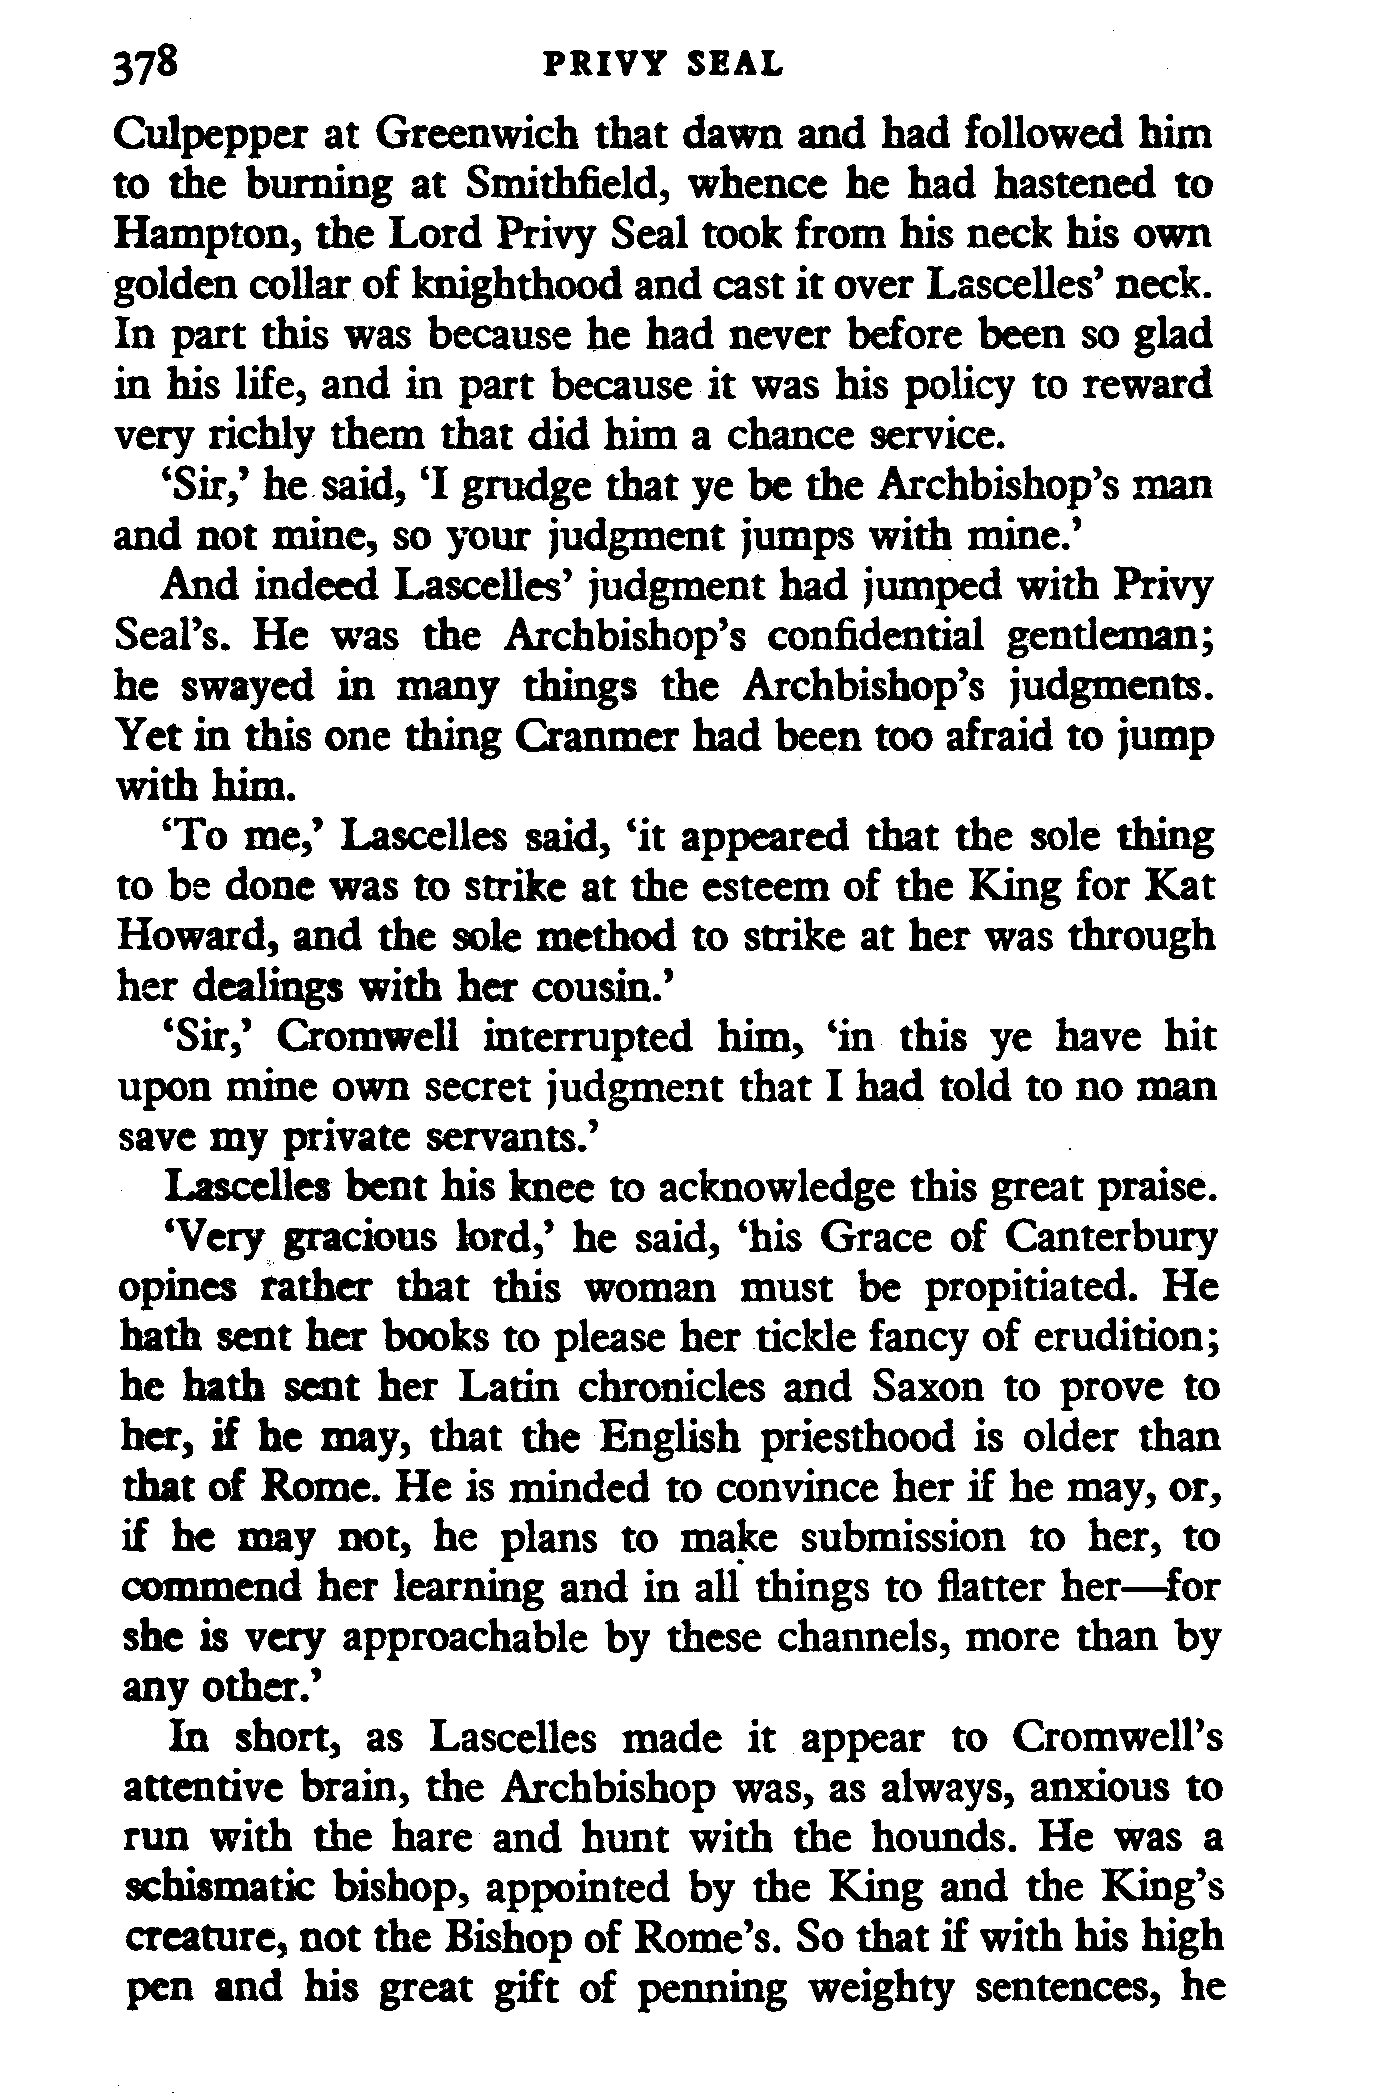 378 PRIVY SEAL
Culpepper at Greenwich that dawn and had followed him
to the burning at Smithfield, whence he had hastened to
Hampton, the Lord Privy Seal took from his neck his own
golden collar of knighthood and cast it over Lascelles’ neck.
In part this was because he had never before been so glad
in his life, and in part because it was his policy to reward
very richly them that did him a chance service.
‘Sir,’ he said, ‘I grudge that ye be the Archbishop’s man
and not mine, so your judgment jumps with mine.’
And indeed Lascelles’ judgment had jumped with Privy
Seal’s. He was the Archbishop’s confidential gentleman;
he swayed in many things the Archbishop’s judgments.
Yet in this one thing Cranmer had been too afraid to jump
with him.
‘To me,’ Lascelles said, ‘it appeared that the sole thing
to be done was to strike at the esteem of the King for Kat
Howard, and the sole method to strike at her was through
her dealings with her cousin.’
‘Sir,’ Cromwell interrupted him, ‘in this ye have hit
upon mine own secret judgment that I had told to no man
save my private servants.’
Lascelles bent his knee to acknowledge this great praise.
‘Very gracious lord,’ he said, ‘his Grace of Canterbury
opines rather that this woman must be propitiated. He
hath sent her books to please her tickle fancy of erudition;
he hath sent her Latin chronicles and Saxon to prove to
her, if he may, that the English priesthood is older than
that of Rome. He is minded to convince her if he may, or,
if he may not, he plans to make submission to her, to
commend her learning and in all things to flatter her—for
she is very approachable by these channels, more than by
any other.’
In short, as Lascelles made it appear to Cromwell’s
attentive brain, the Archbishop was, as always, anxious to
run with the hare and hunt with the hounds. He was a
schismatic bishop, appointed by the King and the King’s
creature, not the Bishop of Rome’s. So that if with his high
pen and his great gift of penning weighty sentences, he